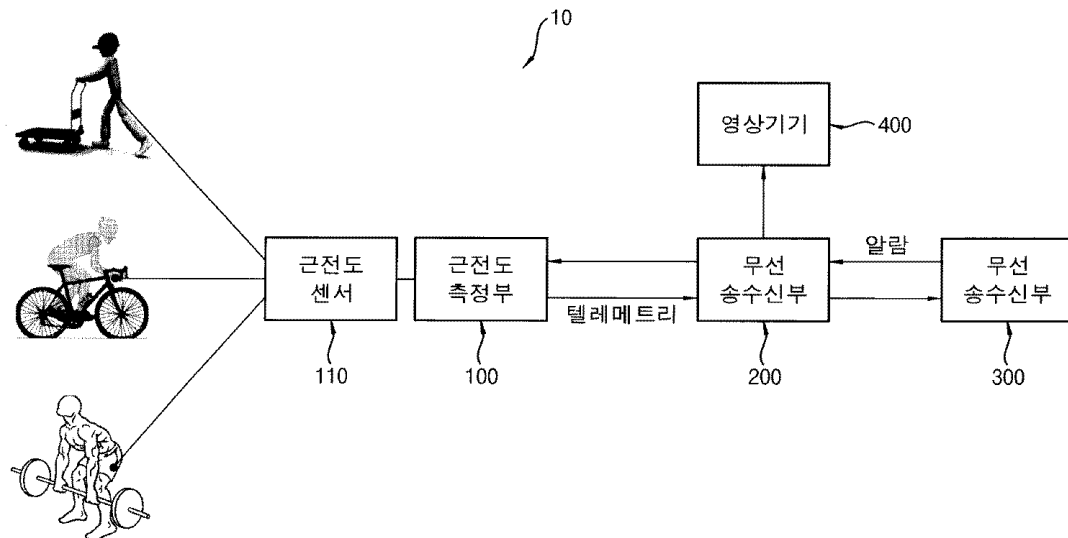 10
영상기기
400
근전도
센서
근전도
측정부
텔레메트리
무선
송수신부
알람
무선
송수신부
110
100
200
300